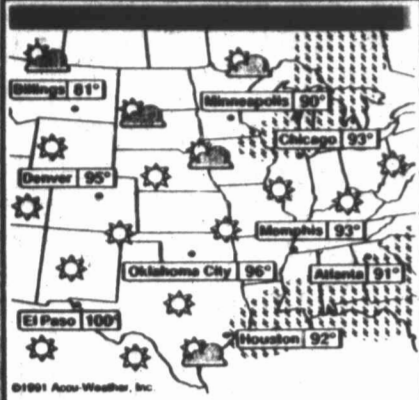 Billings 81°
Minneapolis 90°
Chicago 93°
Denver 95°
Memphis 93°
Oklahoma City 96°
Atlanta 91°
El Paso 100°
Houston 92°
©1991 Accu-Weather, Inc.